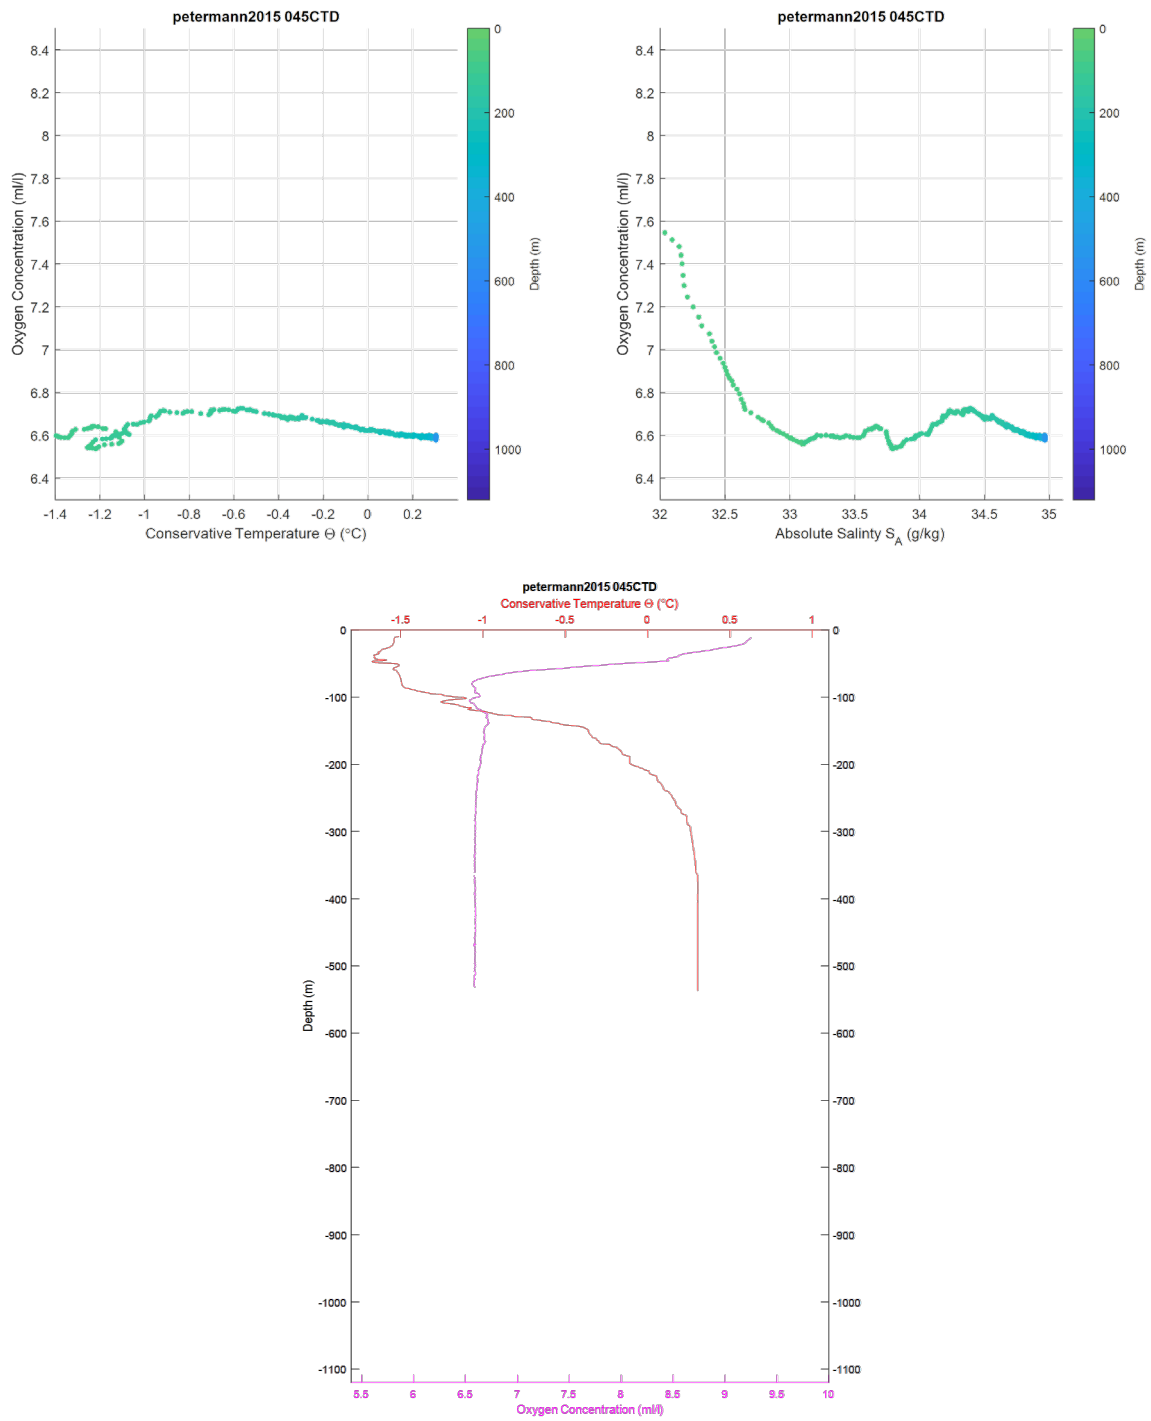 petermann2015 045CTD
8.4
8.2
8
7.8
7.6
7.4
7.2
7
6.8
6.6
6.4
Oxygen Concentration (ml/l)
-1.4 -1.2 -1 -0.8 -0.6 -0.4 -0.2 0 0.2
Conservative Temperature Θ (°C)
0
200
400
600
800
1000
Depth (m)
petermann2015 045CTD
8.4
8.2
8
7.8
7.6
7.4
7.2
7
6.8
6.6
6.4
Oxygen Concentration (ml/l)
32 32.5 33 33.5 34 34.5 35
Absolute Salinty S_A (g/kg)
0
200
400
600
800
1000
Depth (m)
petermann2015 045CTD
Conservative Temperature Θ (°C)
-1.5 -1 -0.5 0 0.5 1
0 0
-100 -100
-200 -200
-300 -300
-400 -400
-500 -500
Depth (m)
-600 -600
-700 -700
-800 -800
-900 -900
-1000 -1000
-1100 -1100
5.5 6 6.5 7 7.5 8 8.5 9 9.5 10
Oxygen Concentration (ml/l)